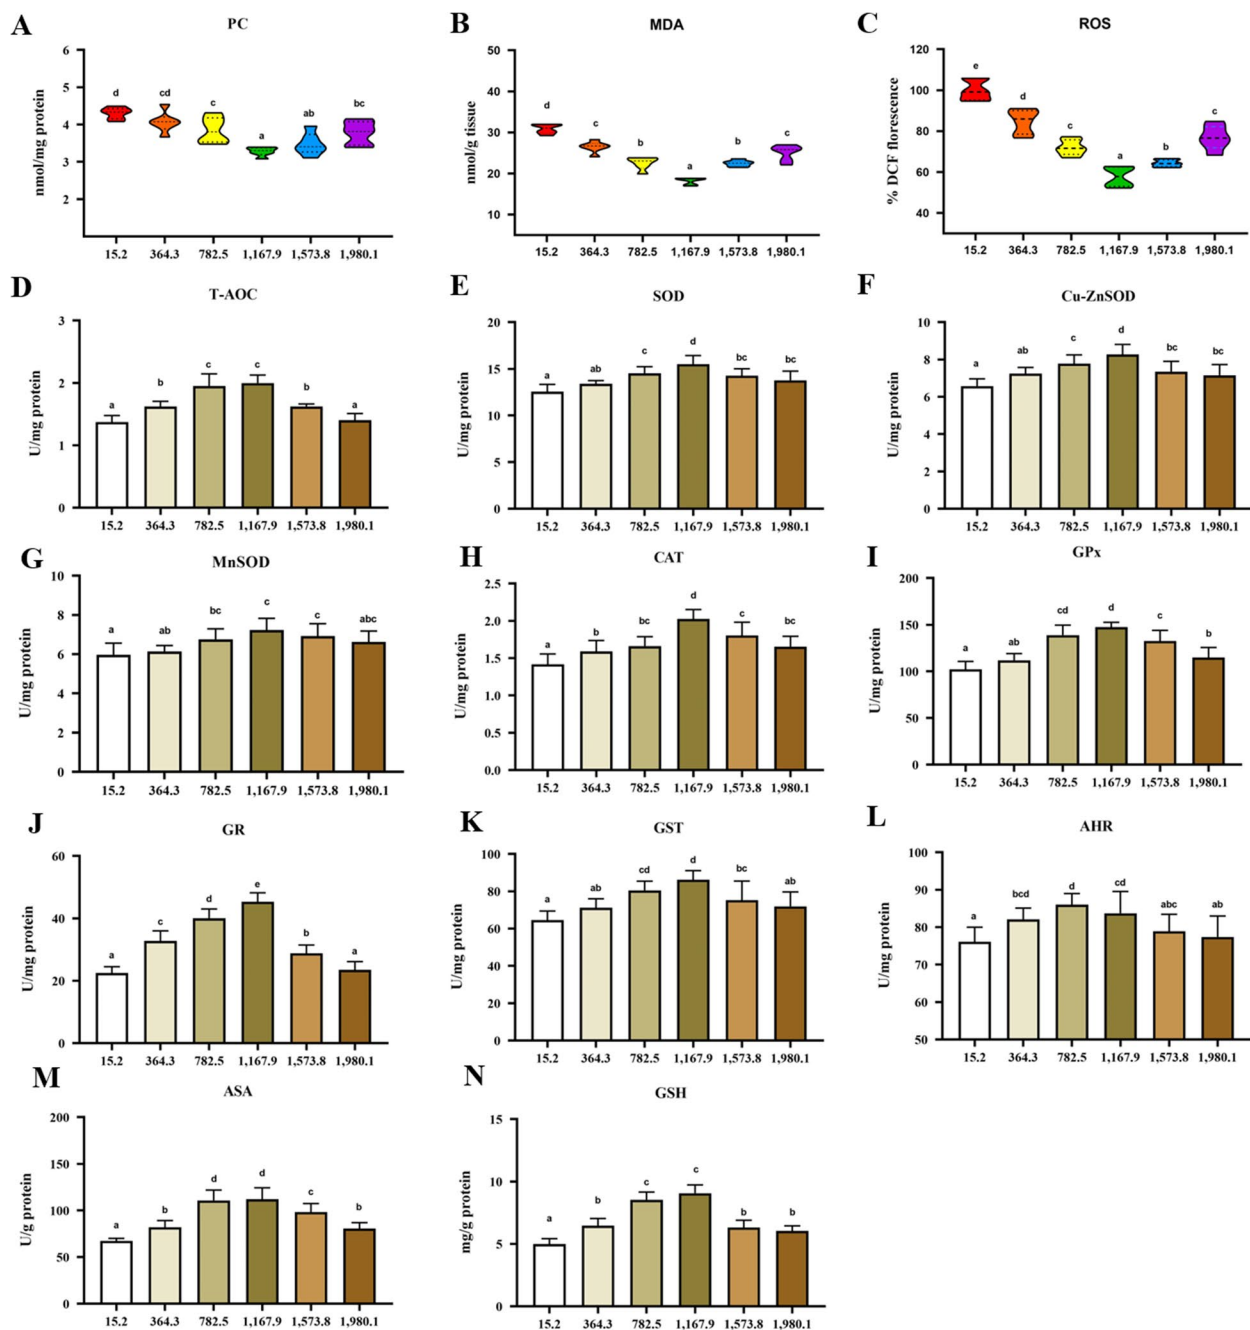 A
PC
nmol/mg protein
6
5
4
3
2
d
cd
c
a
ab
bc
15.2 364.3 782.5 1,167.9 1,573.8 1,980.1
B
MDA
nmol/g tissue
50
40
30
20
10
d
c
b
a
b
c
15.2 364.3 782.5 1,167.9 1,573.8 1,980.1
C
ROS
% DCF florescence
120
100
80
60
40
e
d
c
a
b
c
15.2 364.3 782.5 1,167.9 1,573.8 1,980.1
D
T-AOC
U/mg protein
3
2
1
0
a
b
c
c
b
a
15.2 364.3 782.5 1,167.9 1,573.8 1,980.1
E
SOD
U/mg protein
20
15
10
5
0
a
ab
c
d
bc
bc
15.2 364.3 782.5 1,167.9 1,573.8 1,980.1
F
Cu-ZnSOD
U/mg protein
10
8
6
4
2
0
a
ab
c
d
bc
bc
15.2 364.3 782.5 1,167.9 1,573.8 1,980.1
G
MnSOD
U/mg protein
10
8
6
4
2
0
a
ab
bc
c
c
abc
15.2 364.3 782.5 1,167.9 1,573.8 1,980.1
H
CAT
U/mg protein
2.5
2.0
1.5
1.0
0.5
0.0
a
b
bc
d
c
bc
15.2 364.3 782.5 1,167.9 1,573.8 1,980.1
I
GPx
U/mg protein
200
150
100
50
0
a
ab
cd
d
c
b
15.2 364.3 782.5 1,167.9 1,573.8 1,980.1
J
GR
U/mg protein
60
40
20
0
a
c
d
e
b
a
15.2 364.3 782.5 1,167.9 1,573.8 1,980.1
K
GST
U/mg protein
100
80
60
40
20
0
a
ab
cd
d
bc
ab
15.2 364.3 782.5 1,167.9 1,573.8 1,980.1
L
AHR
U/mg protein
100
90
80
70
60
50
a
bcd
d
cd
abc
ab
15.2 364.3 782.5 1,167.9 1,573.8 1,980.1
M
ASA
U/g protein
200
150
100
50
0
a
b
d
d
c
b
15.2 364.3 782.5 1,167.9 1,573.8 1,980.1
N
GSH
mg/g protein
15
10
5
0
a
b
c
c
b
b
15.2 364.3 782.5 1,167.9 1,573.8 1,980.1